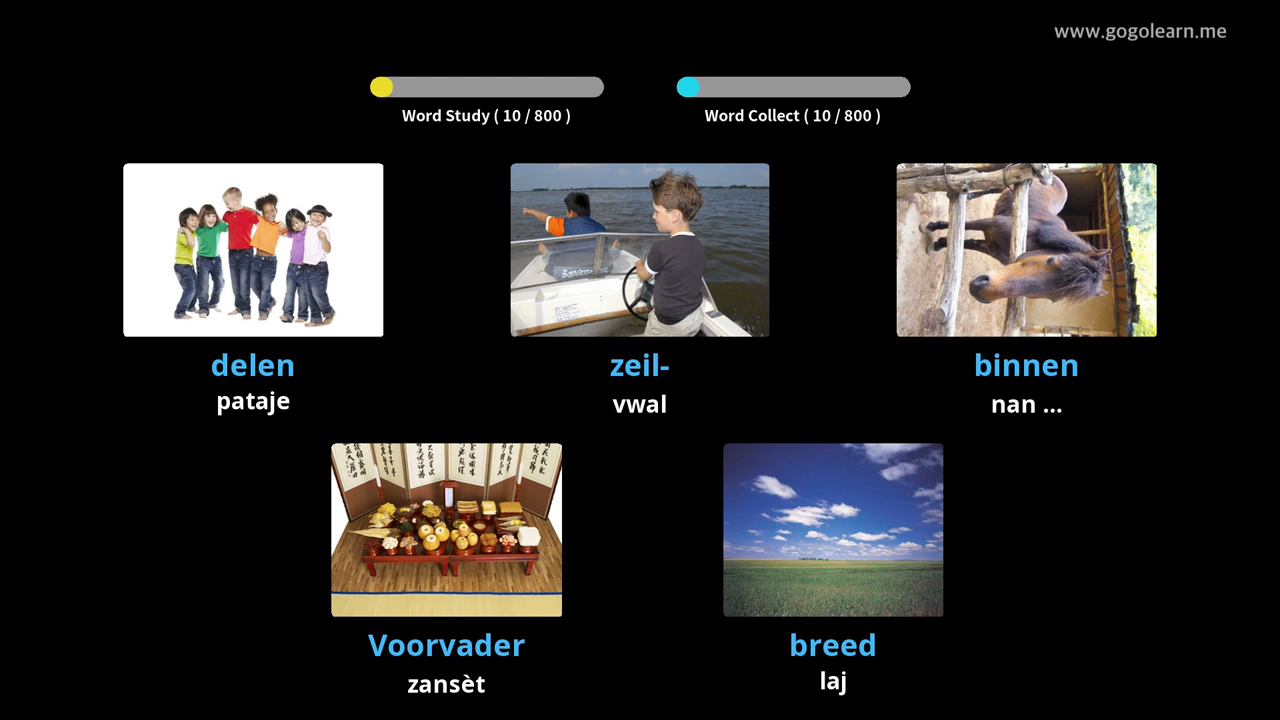 www.gogolearn.me
Word Study ( 10 / 800 )
Word Collect ( 10 / 800 )
delen
pataje
zeil-
vwal
binnen
nan ...
Voorvader
zansèt
breed
laj